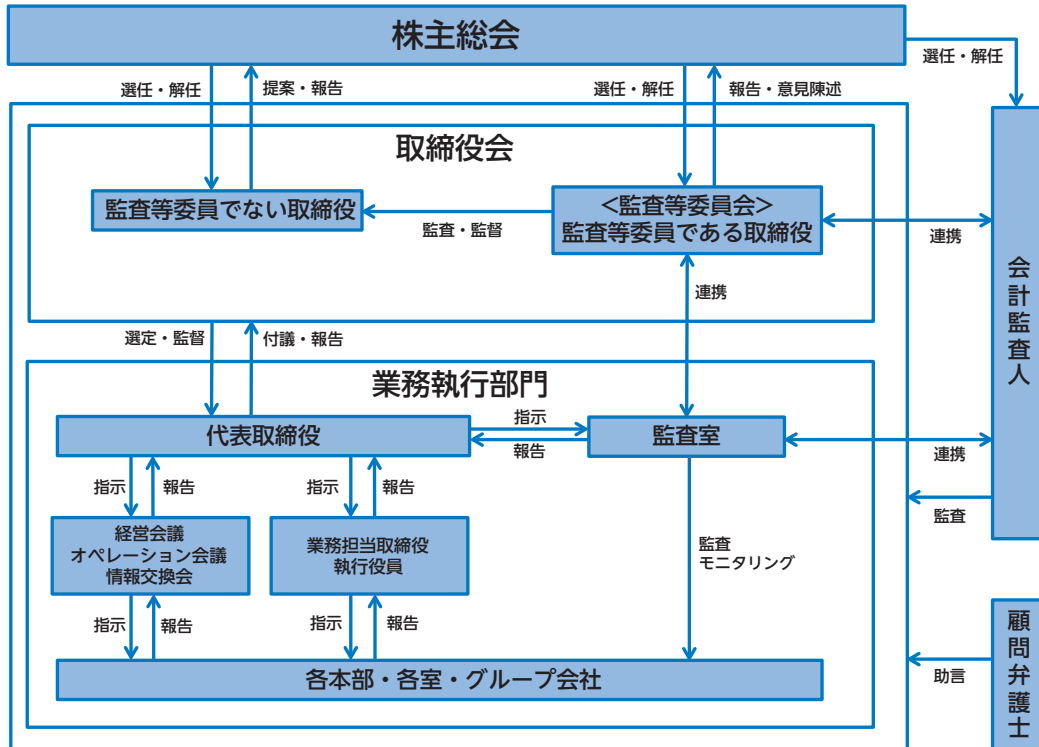 株主総会
選任・解任
提案・報告
選任・解任
報告・意見陳述
選任・解任
取締役会
監査等委員でない取締役
監査・監督
<監査等委員会>
監査等委員である取締役
連携
連携
会計監査人
選定・監督
付議・報告
業務執行部門
代表取締役
指示
報告
監査室
連携
指示
報告
指示
報告
監査
経営会議
オペレーション会議
情報交換会
業務担当取締役
執行役員
監査
モニタリング
指示
報告
指示
報告
各本部・各室・グループ会社
助言
顧問弁護士